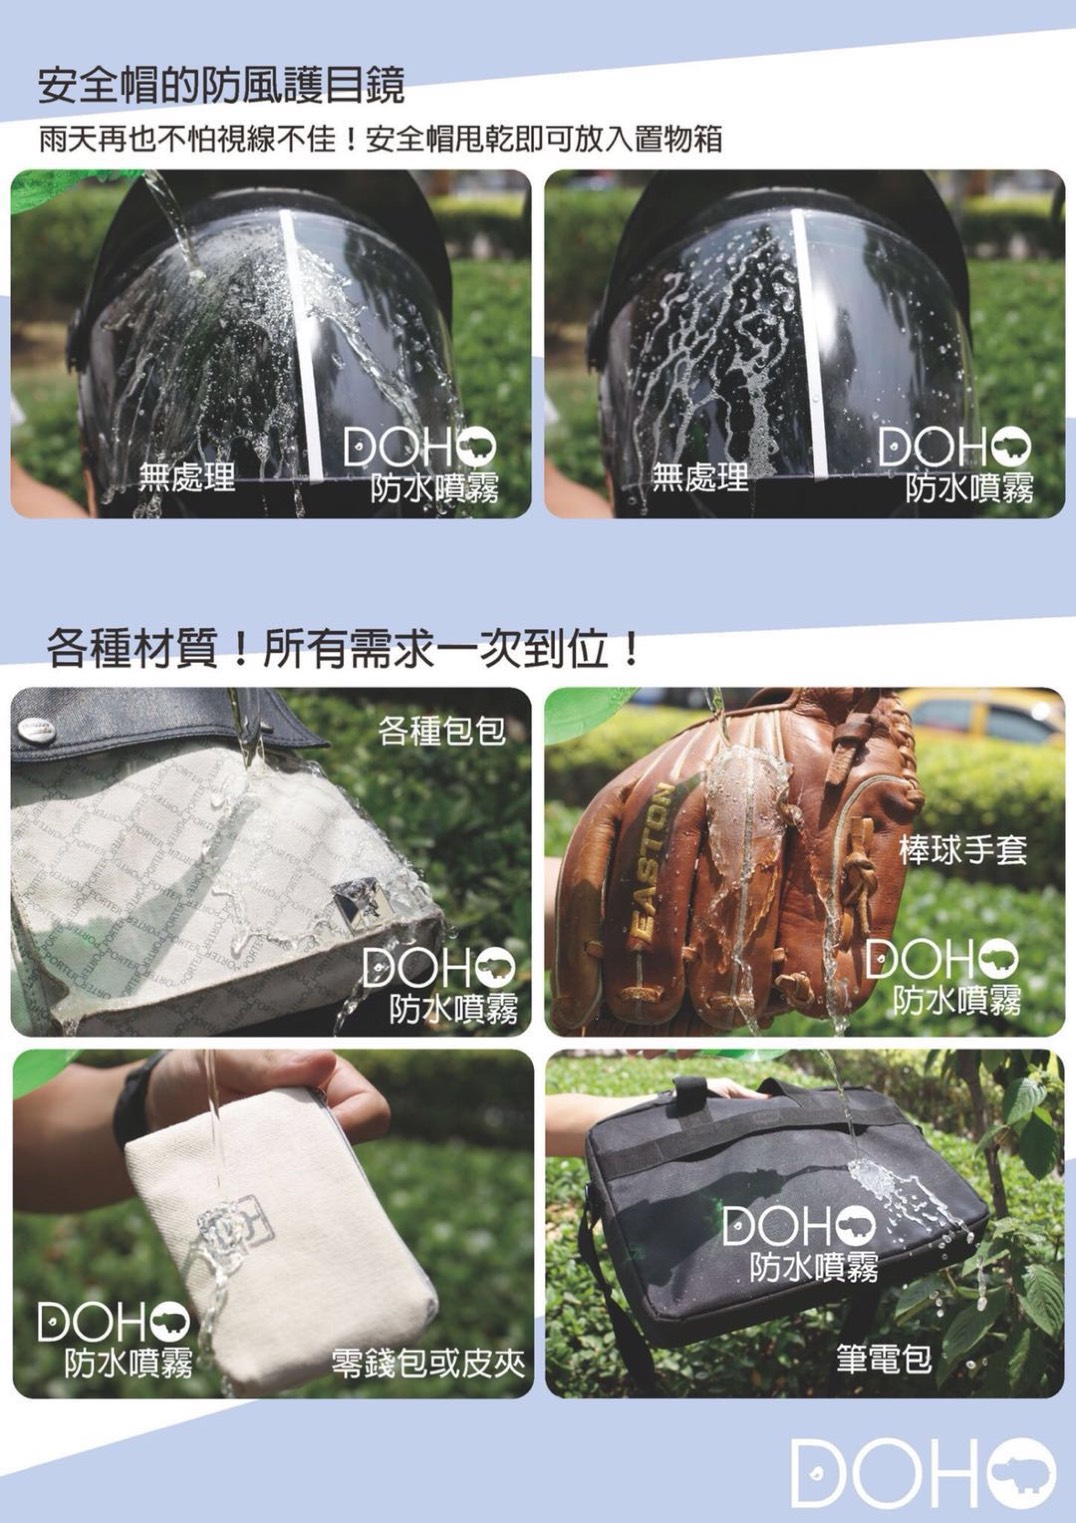 安全帽的防風護目鏡
雨天再也不怕視線不佳！安全帽甩乾即可放入置物箱
無處理
DOHO
防水噴霧
無處理
DOHO
防水噴霧
各種材質！所有需求一次到位！
各種包包
PORTER
DOHO
防水噴霧
EASTON
棒球手套
DOHO
防水噴霧
DOHO
防水噴霧
零錢包或皮夾
DOHO
防水噴霧
筆電包
DOHO